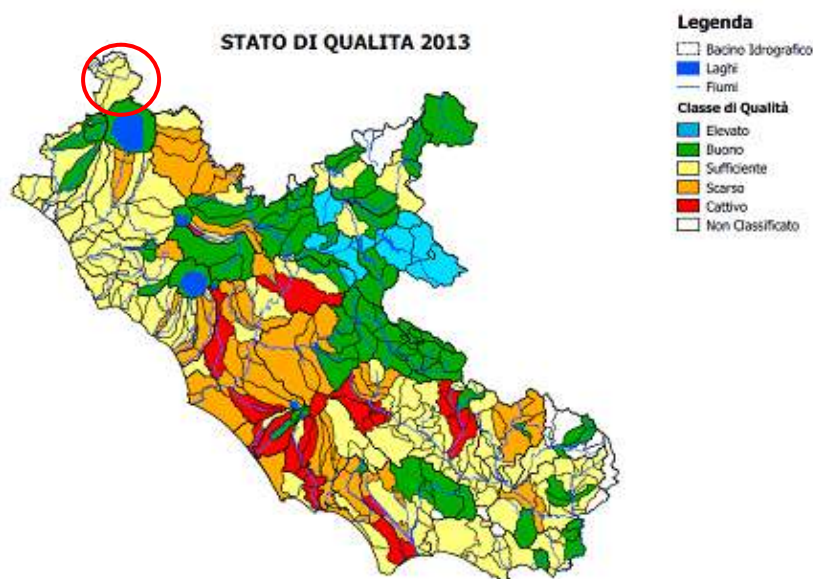 STATO DI QUALITA 2013
Legenda
Bacino Idrografico
Laghi
Fiumi
Classe di Qualità
Elevato
Buono
Sufficiente
Scarso
Cattivo
Non Classificato